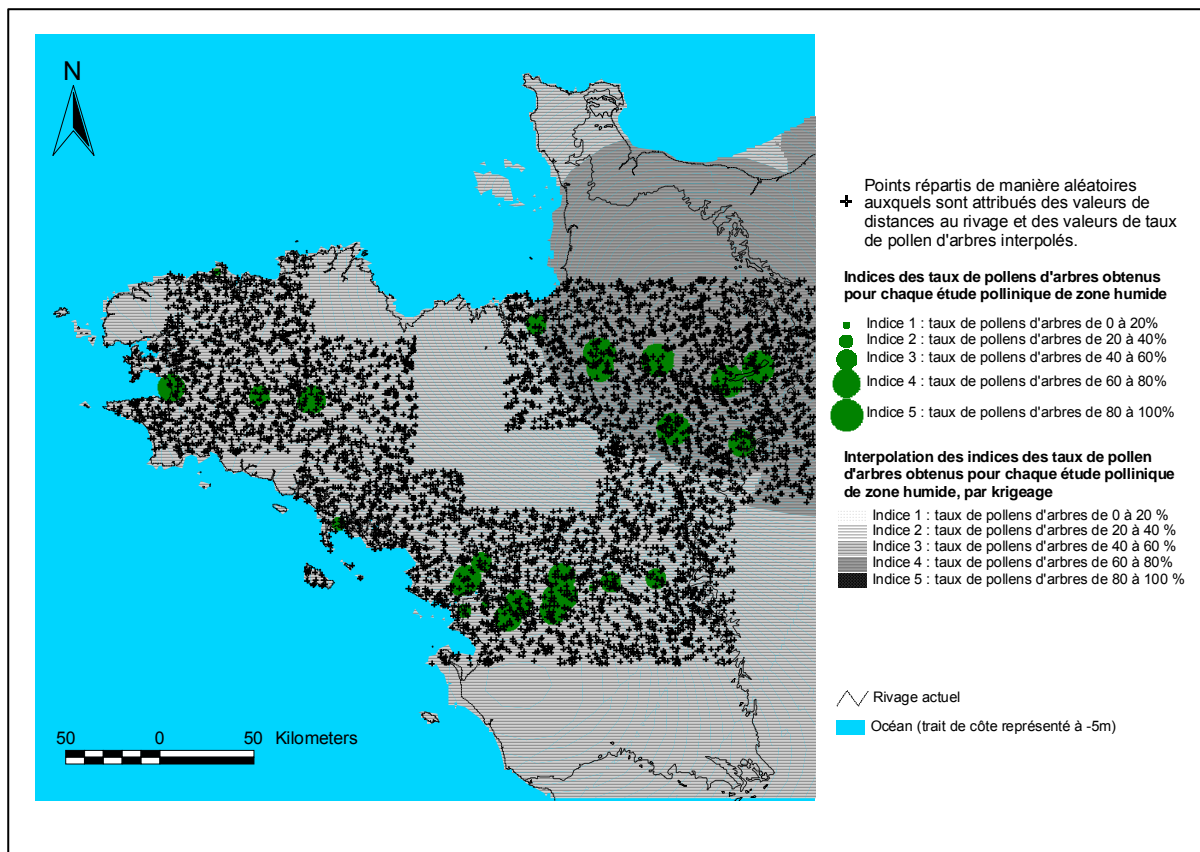 N
50 0 50 Kilometers
Points répartis de manière aléatoires
auxquels sont attribués des valeurs de
distances au rivage et des valeurs de taux
de pollen d'arbres interpolés.
Indices des taux de pollens d'arbres obtenus
pour chaque étude pollinique de zone humide
Indice 1 : taux de pollens d'arbres de 0 à 20%
Indice 2 : taux de pollens d'arbres de 20 à 40%
Indice 3 : taux de pollens d'arbres de 40 à 60%
Indice 4 : taux de pollens d'arbres de 60 à 80%
Indice 5 : taux de pollens d'arbres de 80 à 100%
Interpolation des indices des taux de pollen
d'arbres obtenus pour chaque étude pollinique
de zone humide, par krigeage
Indice 1 : taux de pollens d'arbres de 0 à 20 %
Indice 2 : taux de pollens d'arbres de 20 à 40 %
Indice 3 : taux de pollens d'arbres de 40 à 60 %
Indice 4 : taux de pollens d'arbres de 60 à 80%
Indice 5 : taux de pollens d'arbres de 80 à 100 %
Rivage actuel
Océan (trait de côte représenté à -5m)